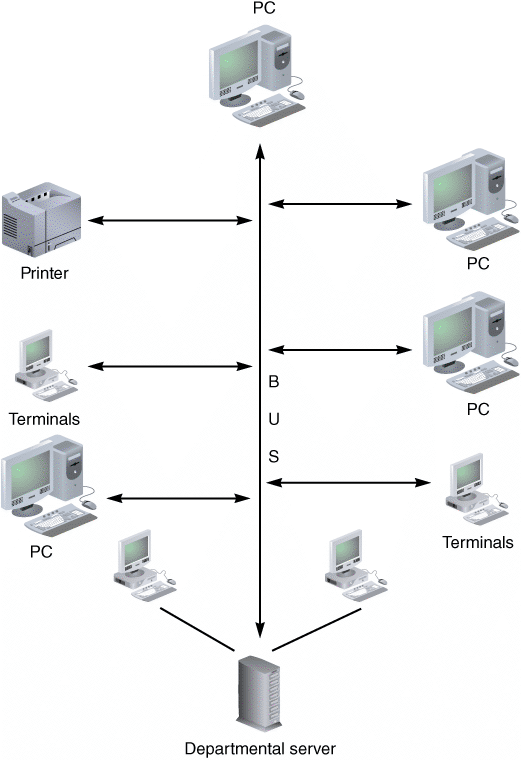 PC
Printer
PC
Terminals
B
U
S
PC
PC
Terminals
Departmental server